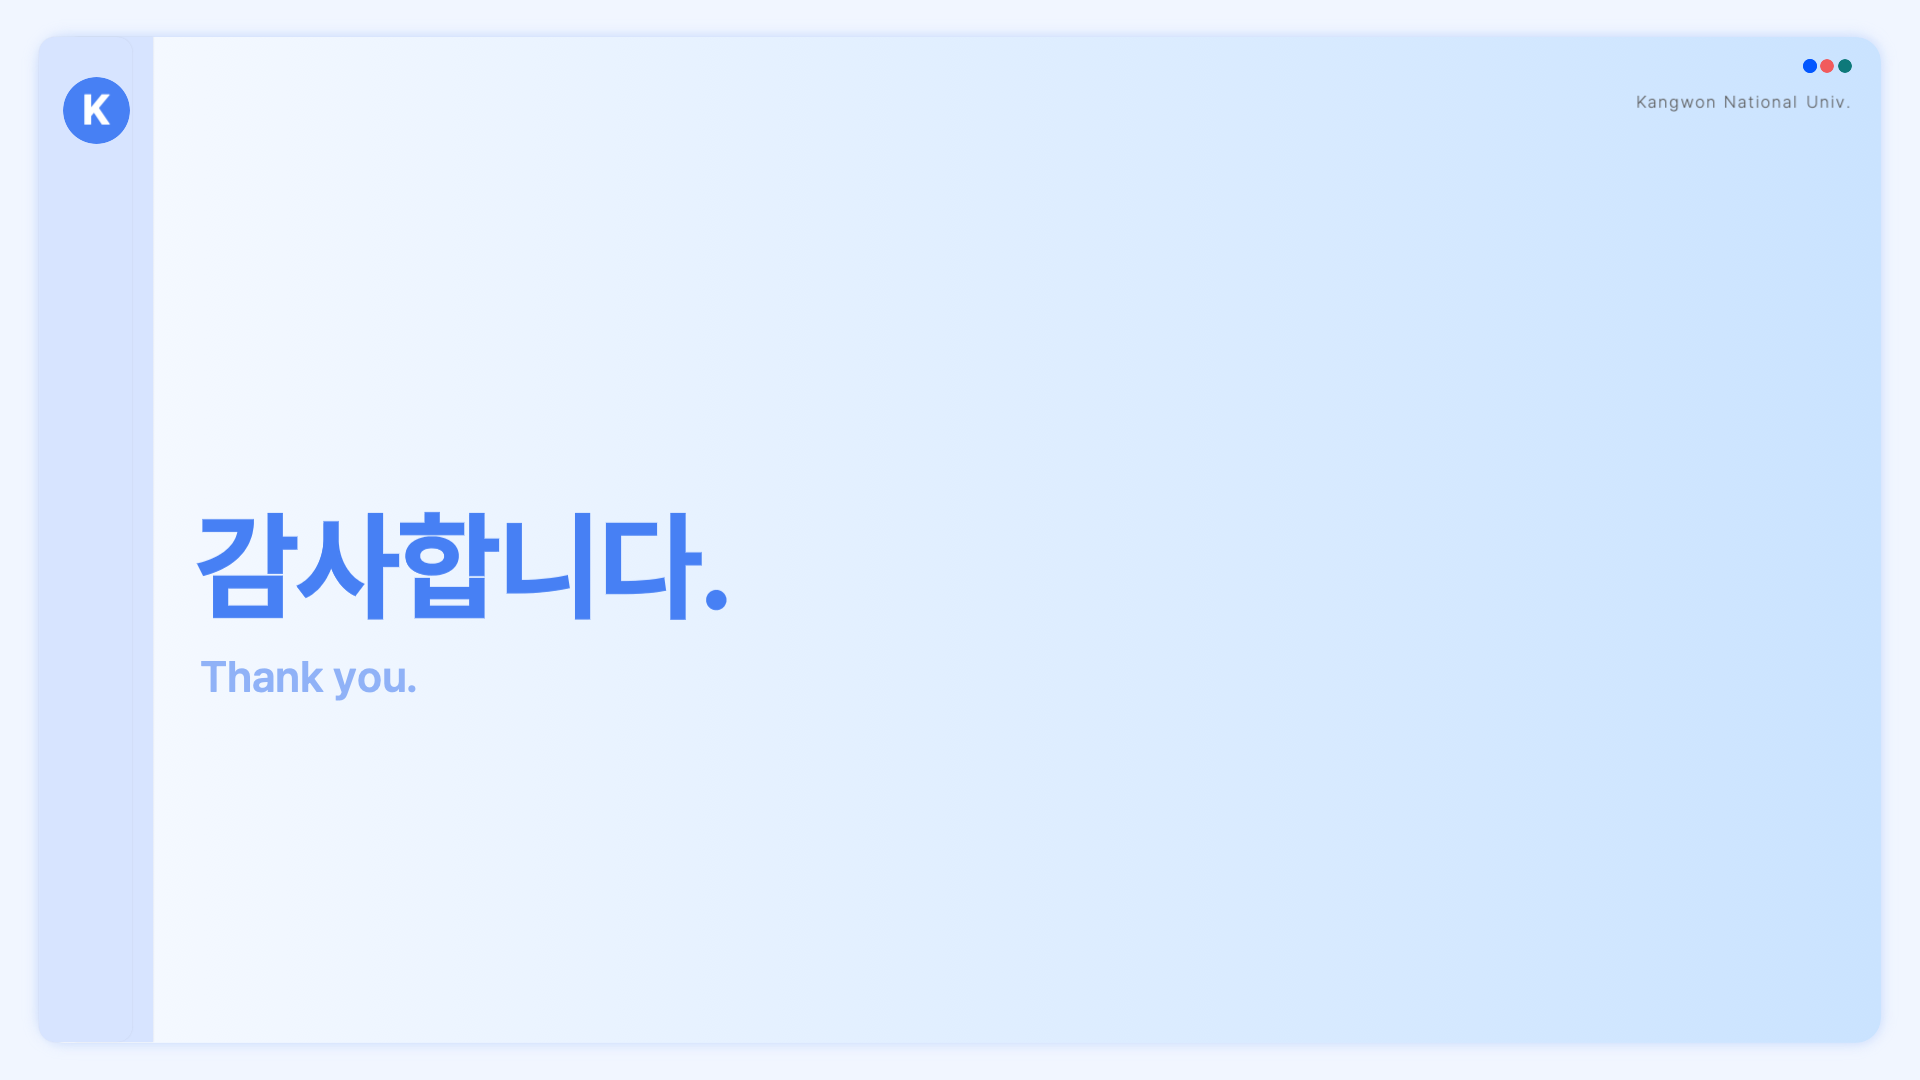 K
Kangwon National Univ.
감사합니다.
Thank you.